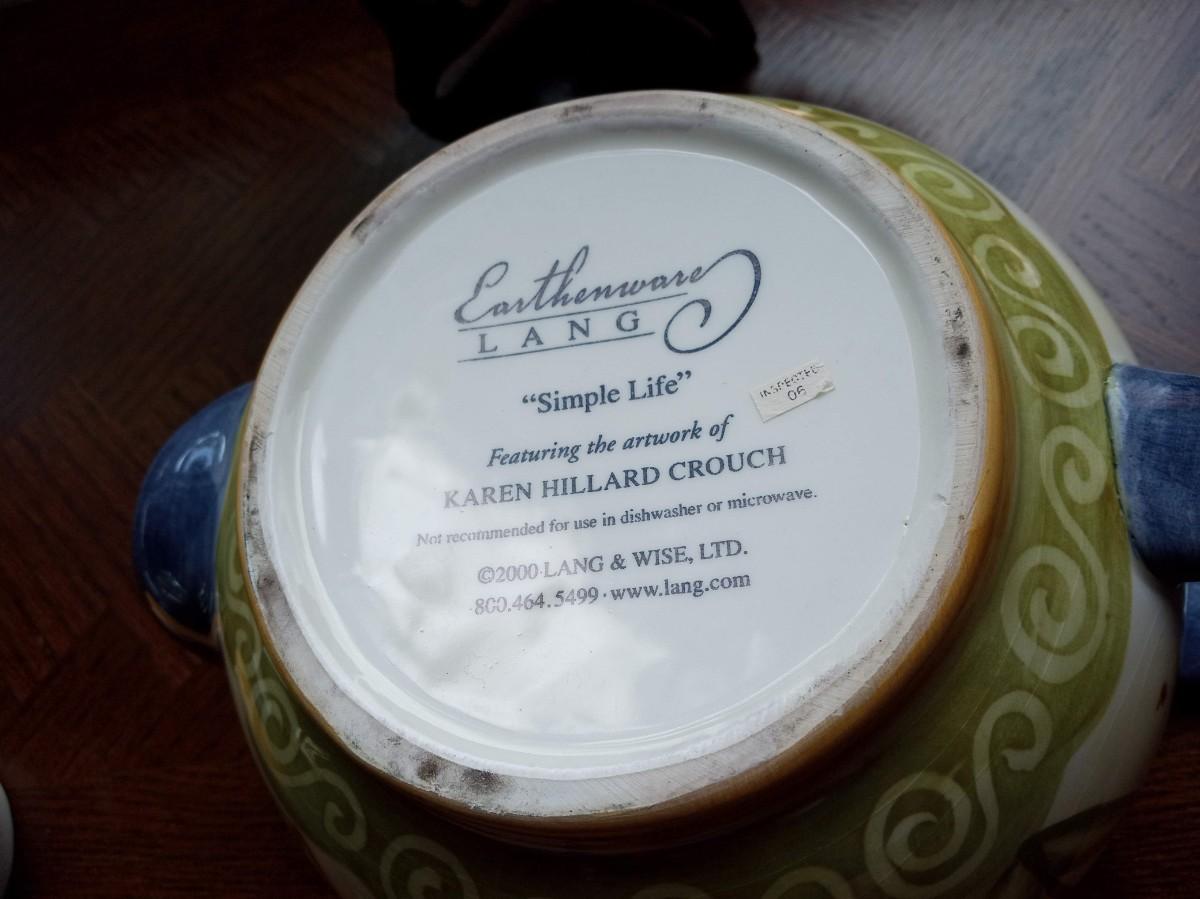 Earthenware
LANG
“Simple Life”
INSPECTED
06
Featuring the artwork of
KAREN HILLARD CROUCH
Not recommended for use in dishwasher or microwave.
©2000 LANG & WISE, LTD.
800.464.5499 · www.lang.com